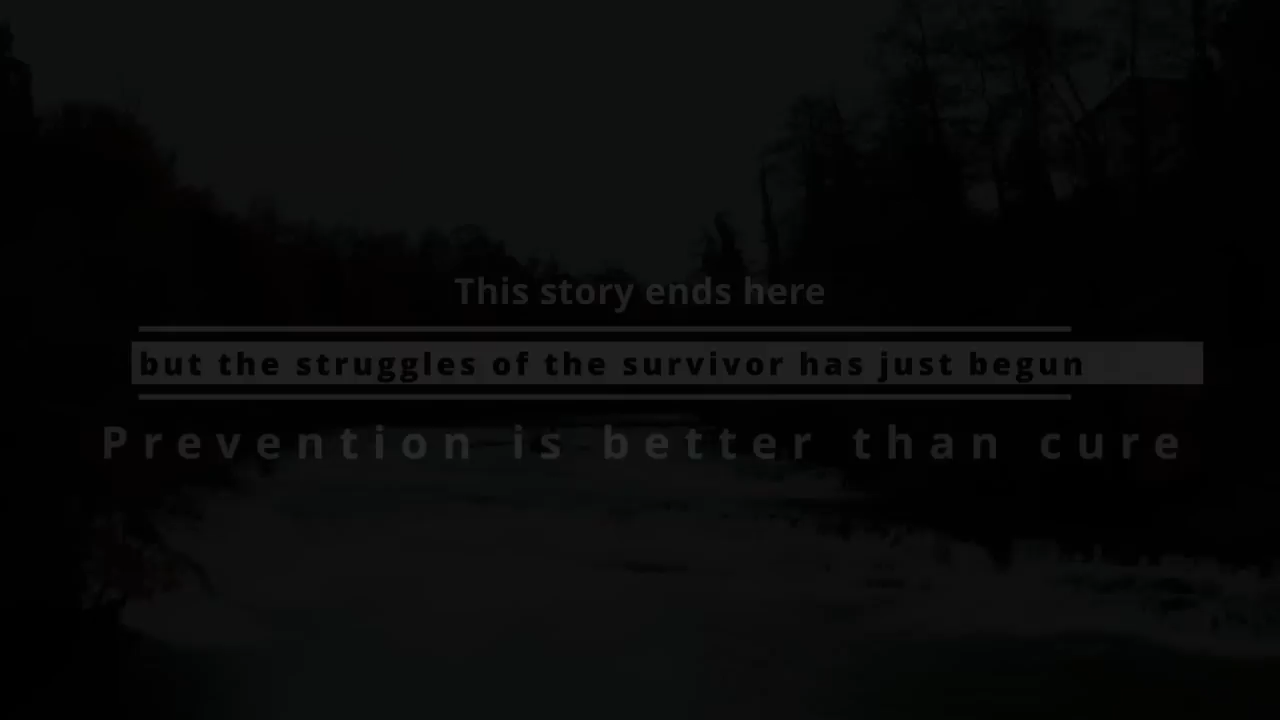 This story ends here
but the struggles of the survivor has just begun
Prevention is better than cure